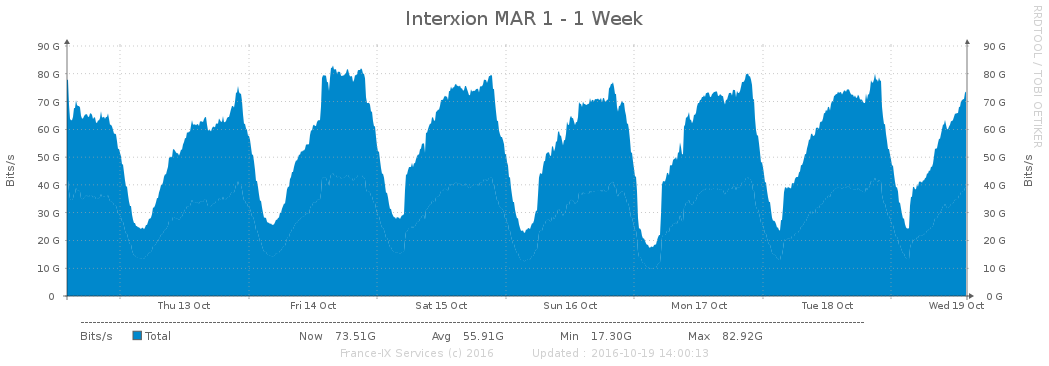 Interxion MAR 1 - 1 Week
RRDTOOL / TOBI OETIKER
Bits/s
90 G 90 G
80 G 80 G
70 G 70 G
60 G 60 G
50 G 50 G
40 G 40 G
30 G 30 G
20 G 20 G
10 G 10 G
0 0 G
Bits/s
Thu 13 Oct Fri 14 Oct Sat 15 Oct Sun 16 Oct Mon 17 Oct Tue 18 Oct Wed 19 Oct
Bits/s Total Now 73.51G Avg 55.91G Min 17.30G Max 82.92G
France-IX Services (c) 2016 Updated : 2016-10-19 14:00:13